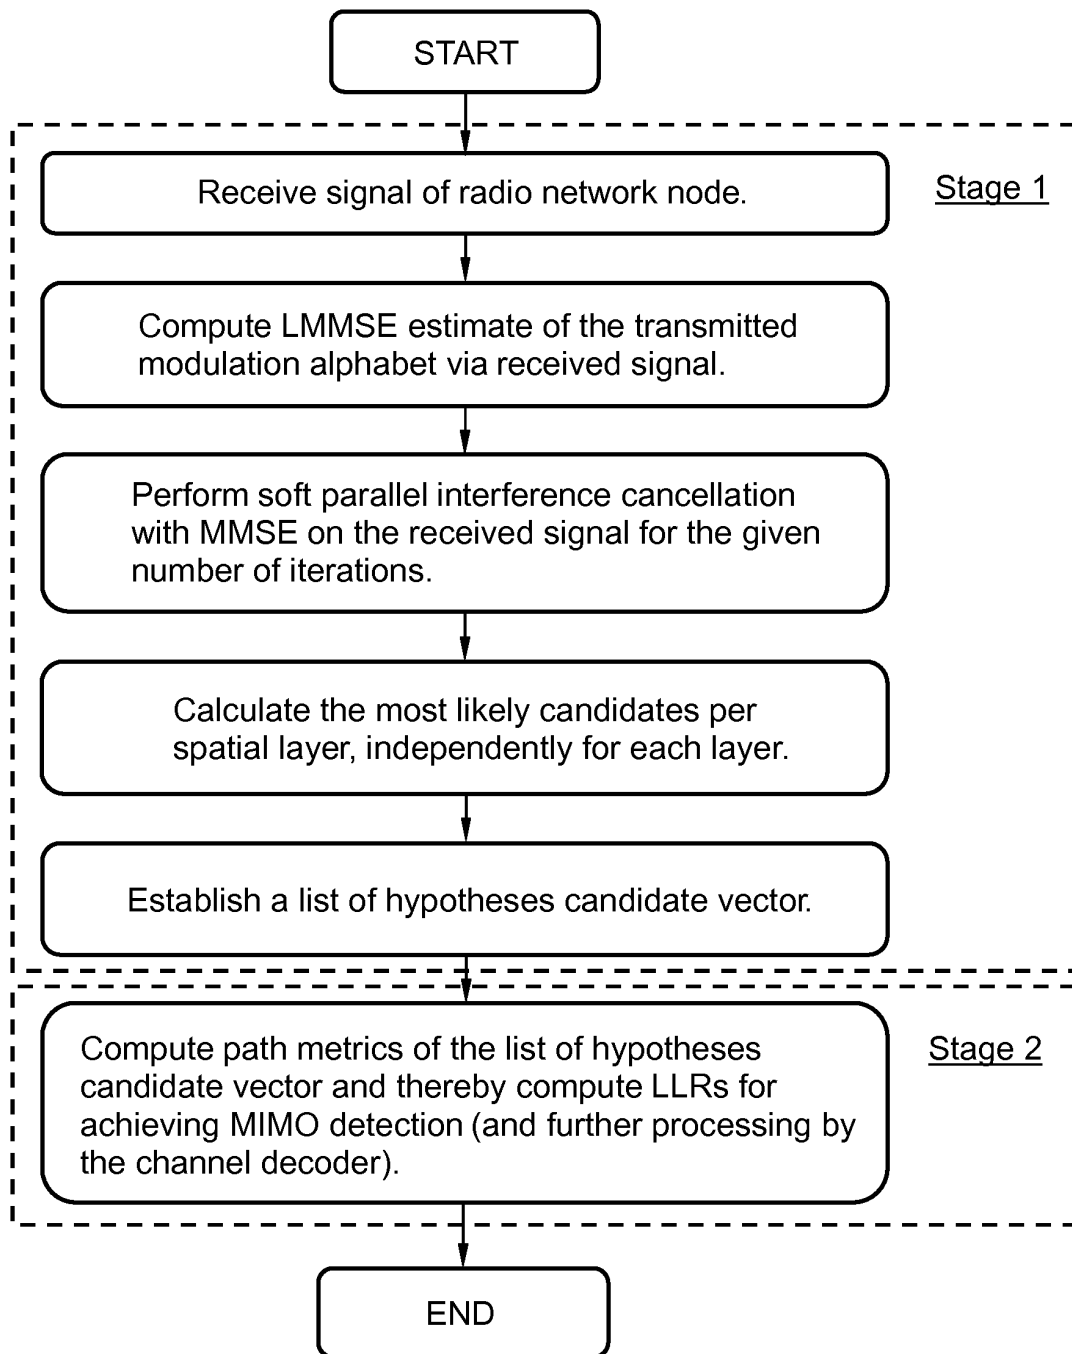 START
Receive signal of radio network node.
Stage 1
Compute LMMSE estimate of the transmitted
modulation alphabet via received signal.
Perform soft parallel interference cancellation
with MMSE on the received signal for the given
number of iterations.
Calculate the most likely candidates per
spatial layer, independently for each layer.
Establish a list of hypotheses candidate vector.
Compute path metrics of the list of hypotheses
candidate vector and thereby compute LLRs for
achieving MIMO detection (and further processing by
the channel decoder).
Stage 2
END